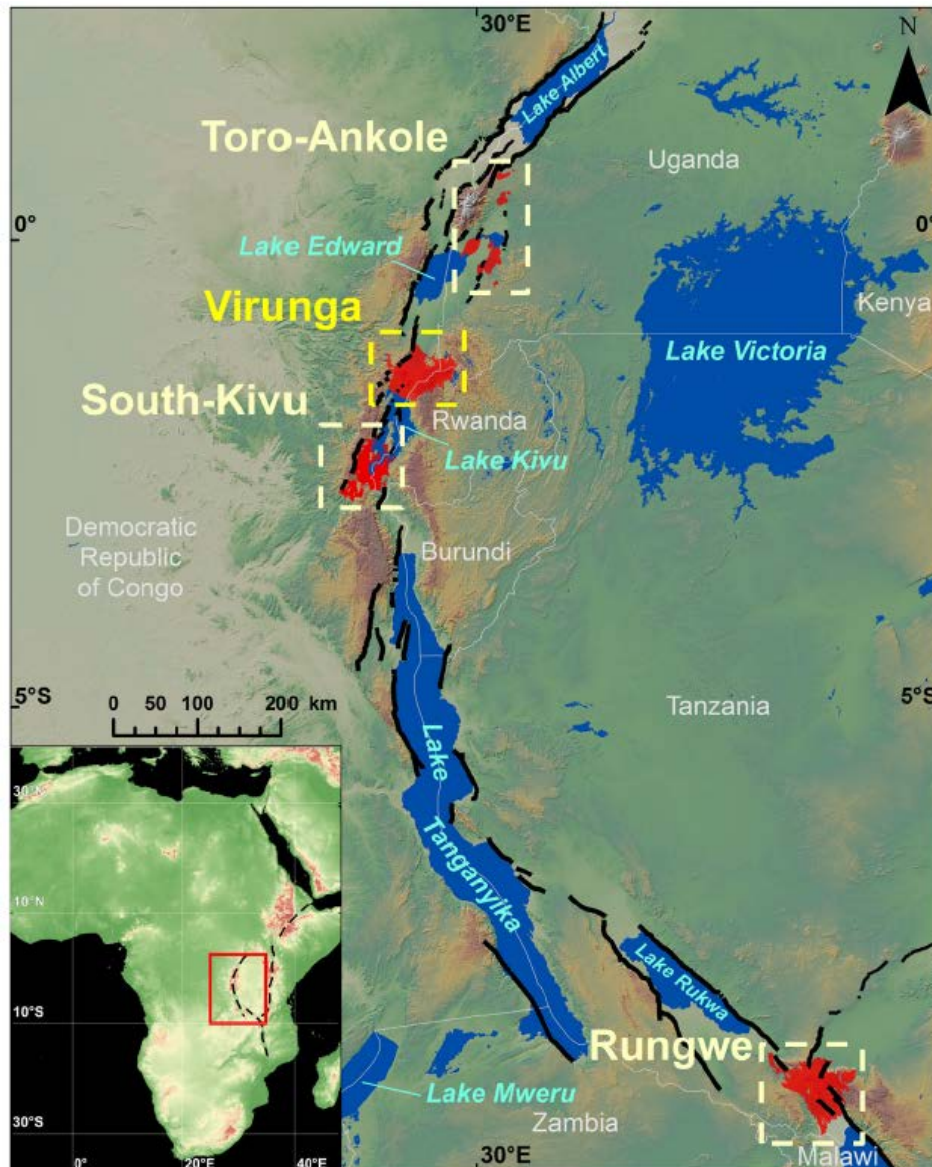 30°E
N
Lake Albert
Toro-Ankole
Uganda
0°
0°
Lake Edward
Virunga
Kenya
Lake Victoria
South-Kivu
Rwanda
Lake Kivu
Democratic
Republic
of Congo
Burundi
5°S
5°S
0 50 100 200 km
Tanzania
Lake
Tanganyika
30°N
10°N
10°S
30°S
0°
20°E
40°E
Lake Rukwa
Rungwe
Lake Mweru
Zambia
Malawi
30°E